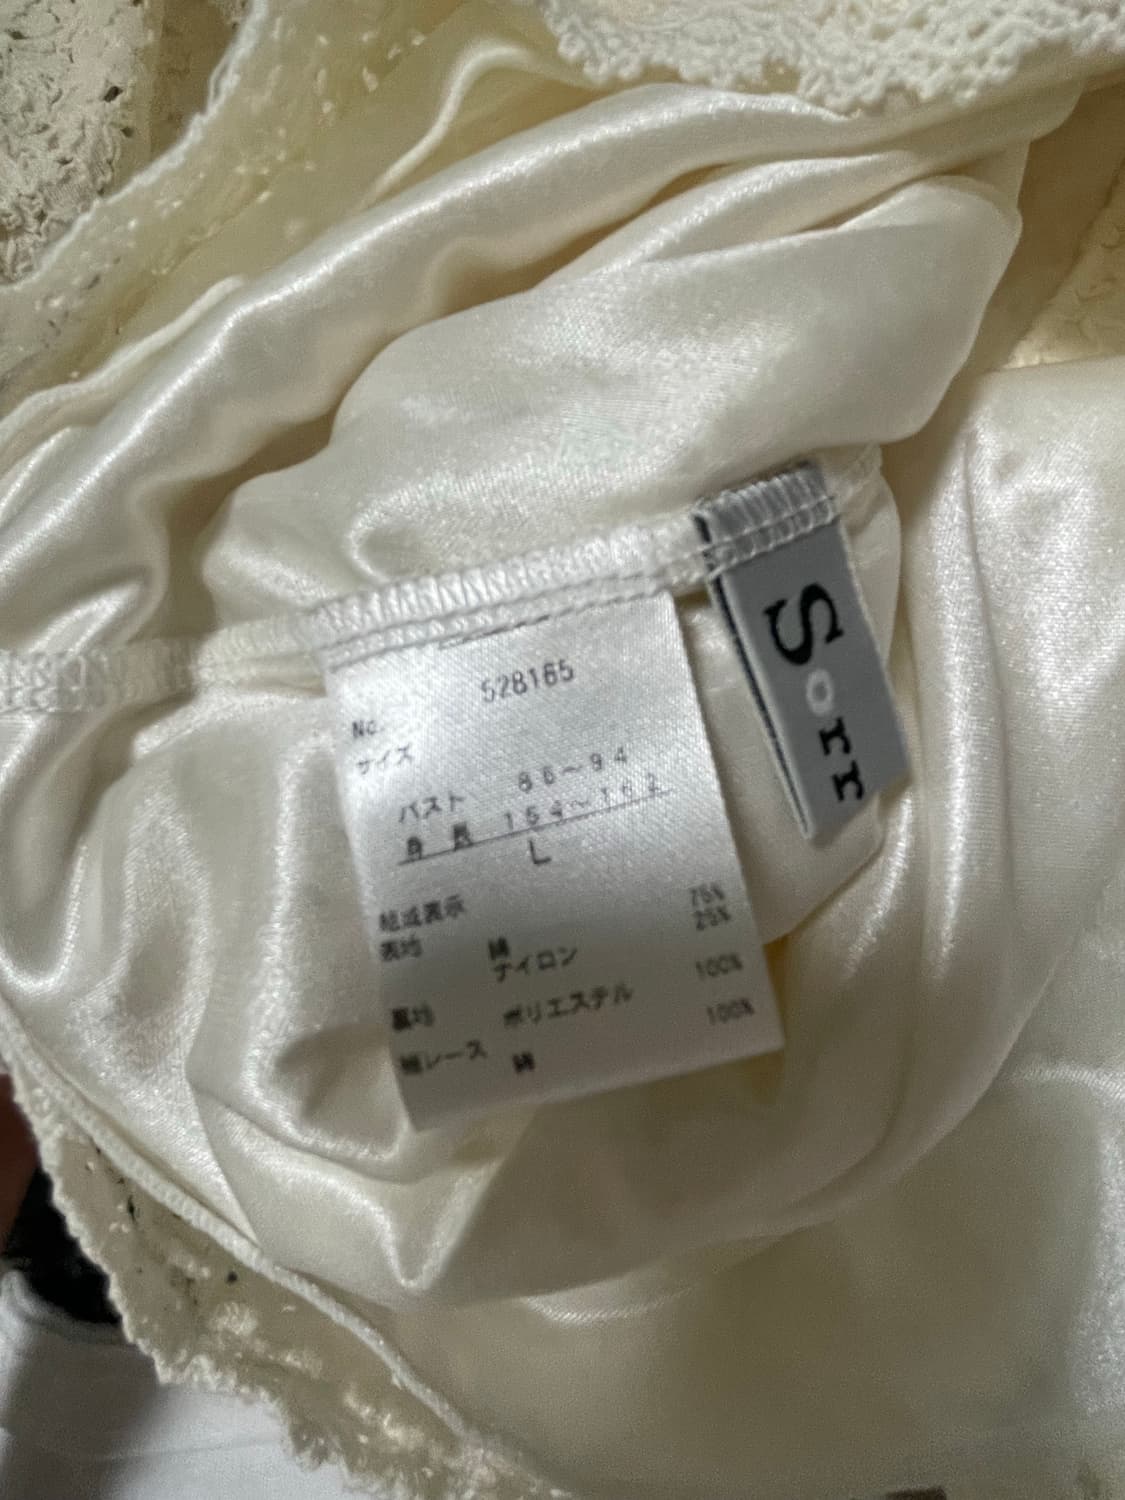 No. 528165
サイズ
バスト 86～94
身長 154～162
L
組成表示
表地 綿 75%
ナイロン 25%
裏地 ポリエステル 100%
レース 綿 100%